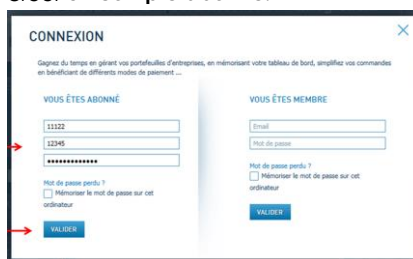 CONNEXION
Gagnez du temps en gérant vos portefeuilles d'entreprises, en mémorisant votre tableau de bord, simplifiez vos commandes
en bénéficiant de différents modes de paiement ...
VOUS ÊTES ABONNÉ
11122
12345
•••••••••••••
Mot de passe perdu ?
Mémoriser le mot de passe sur cet
ordinateur
VALIDER
VOUS ÊTES MEMBRE
Email
Mot de passe
Mot de passe perdu ?
Mémoriser le mot de passe sur cet
ordinateur
VALIDER